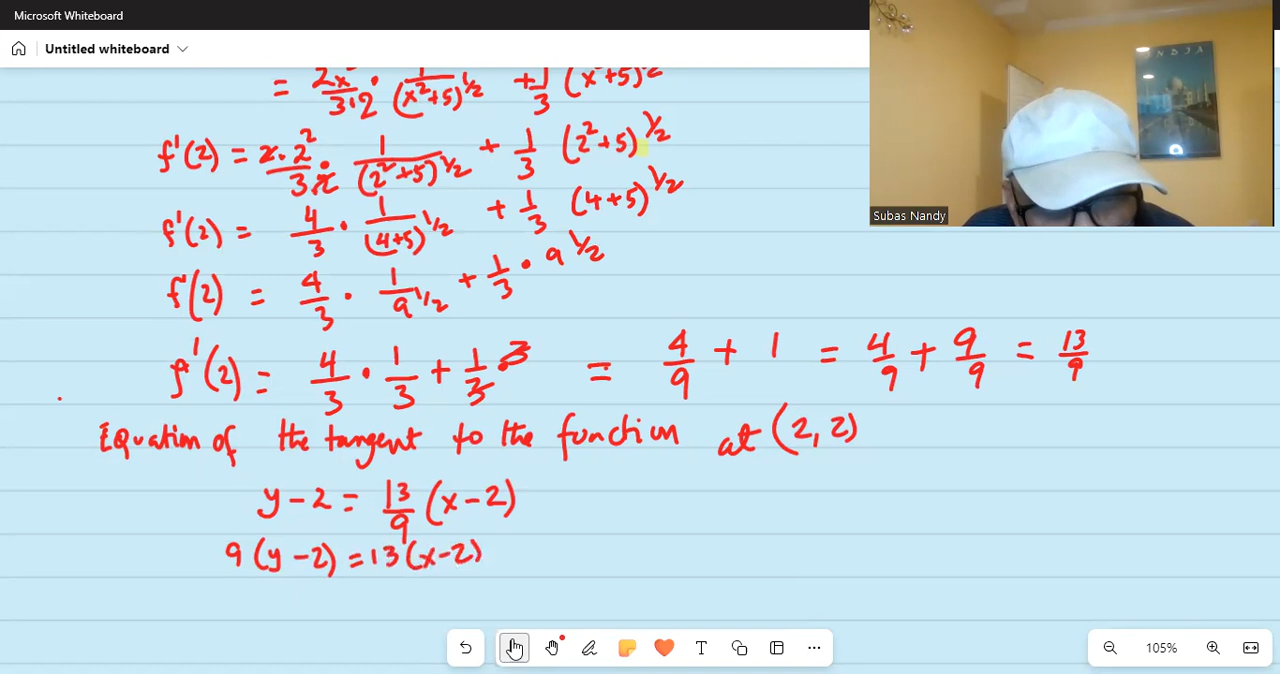 Microsoft Whiteboard
Untitled whiteboard
= 2x²/3·2 · 1/(x²+5)^½ + 1/3 (x²+5)^½
f'(2) = 2·2²/3·2 · 1/(2²+5)^½ + 1/3 (2²+5)^½
f'(2) = 4/3 · 1/(4+5)^½ + 1/3 (4+5)^½
f'(2) = 4/3 · 1/9^½ + 1/3 · 9^½
f'(2) = 4/3 · 1/3 + 1/3·3 = 4/9 + 1 = 4/9 + 9/9 = 13/9
Equation of the tangent to the function at (2, 2)
y - 2 = 13/9 (x - 2)
9 (y - 2) = 13 (x - 2)
INDIA
Subas Nandy
105%